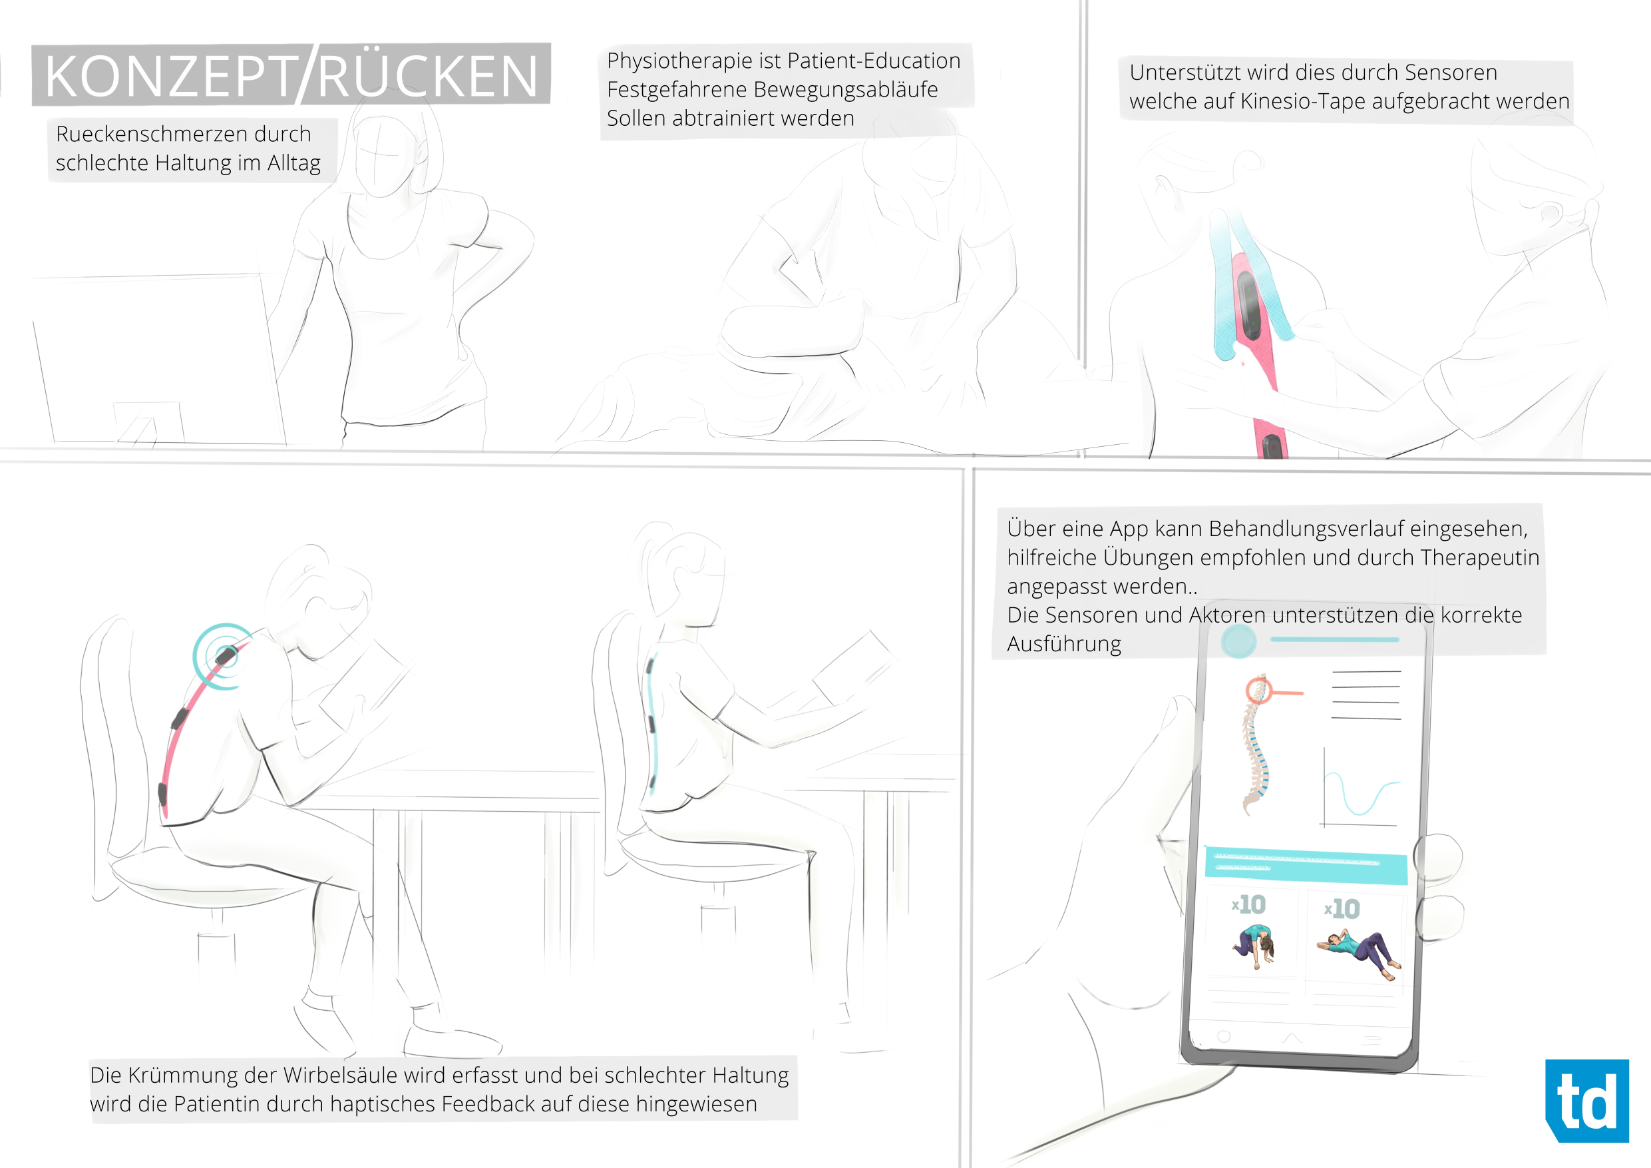 KONZEPT/RÜCKEN
Rueckenschmerzen durch
schlechte Haltung im Alltag
Physiotherapie ist Patient-Education
Festgefahrene Bewegungsabläufe
Sollen abtrainiert werden
Unterstützt wird dies durch Sensoren
welche auf Kinesio-Tape aufgebracht werden
Die Krümmung der Wirbelsäule wird erfasst und bei schlechter Haltung
wird die Patientin durch haptisches Feedback auf diese hingewiesen
Über eine App kann Behandlungsverlauf eingesehen,
hilfreiche Übungen empfohlen und durch Therapeutin
angepasst werden..
Die Sensoren und Aktoren unterstützen die korrekte
Ausführung
x10 x10
td